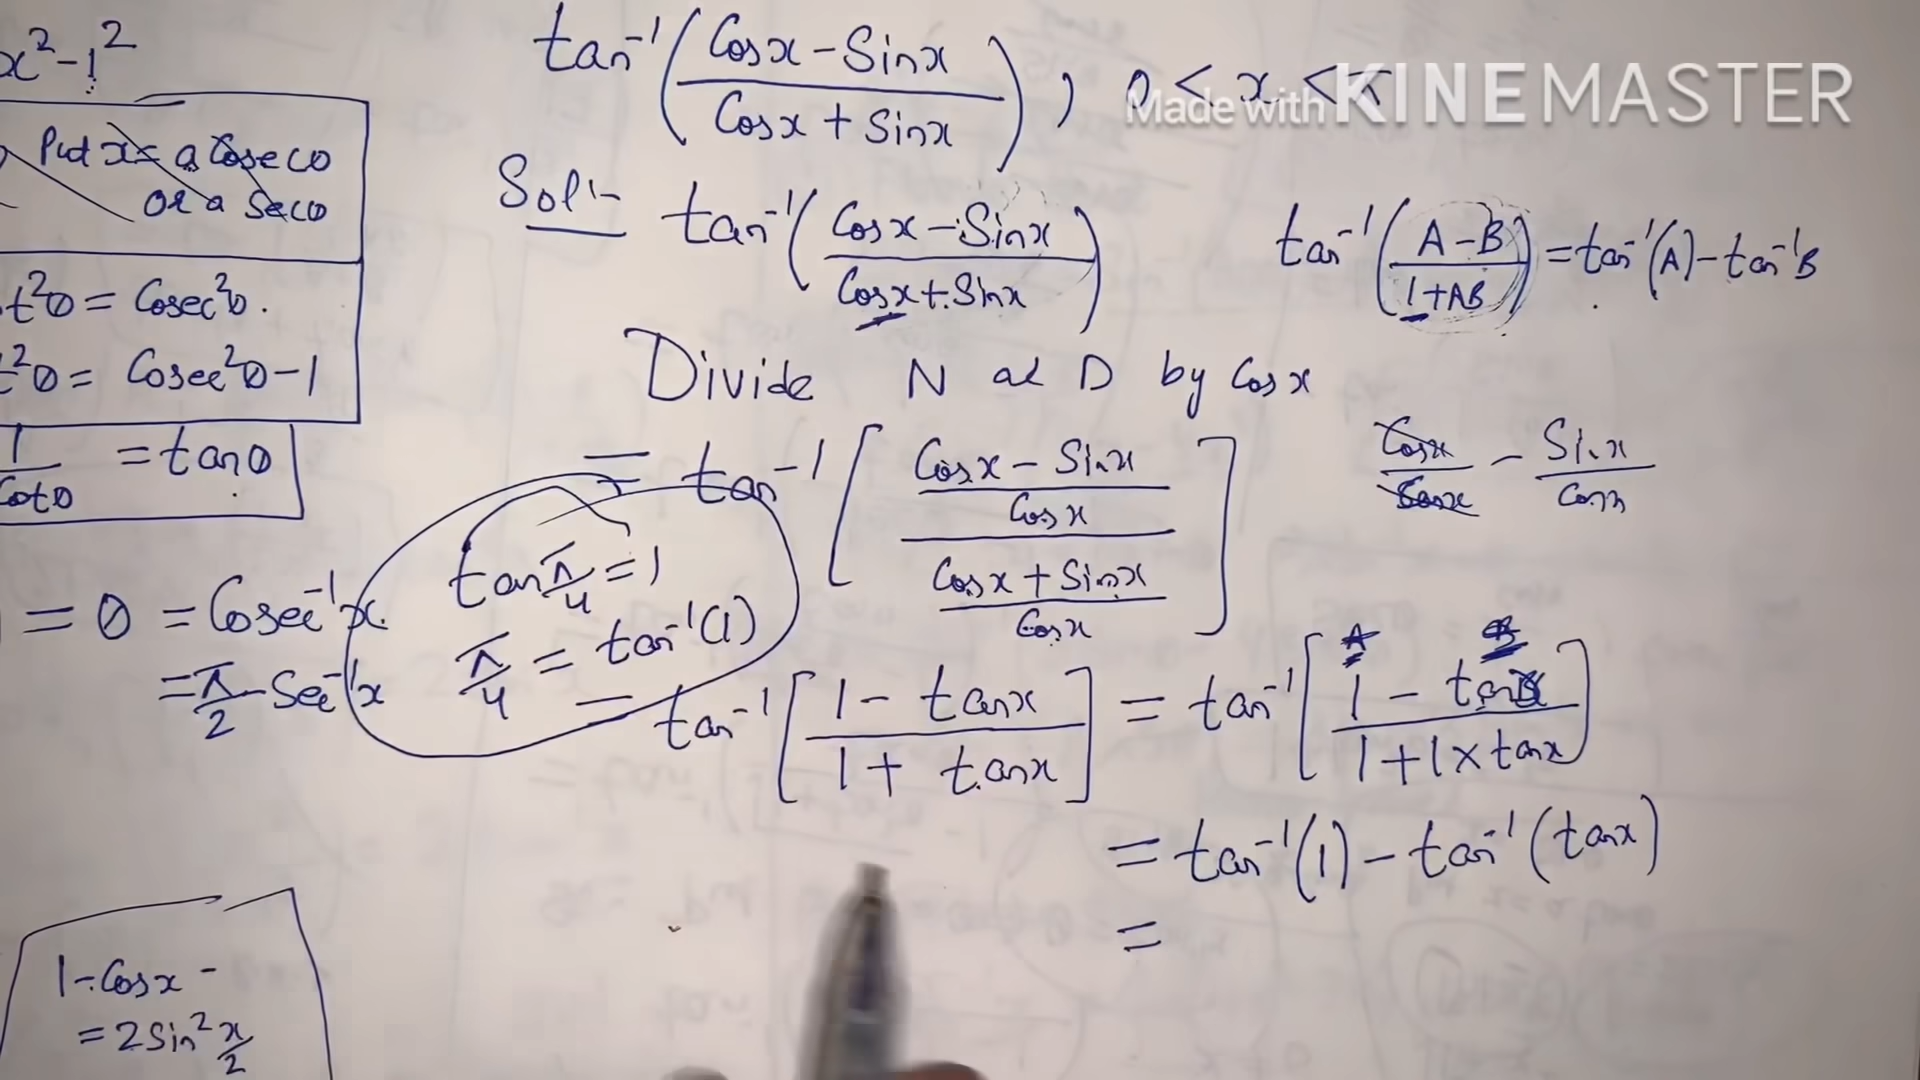 x²-1²
Put x= a Cosecθ
or a Secθ
t²θ = Cosec²θ.
t²θ = Cosec²θ-1
1/Cotθ = tanθ
= θ = Cosec⁻¹x.
= π/2 - Sec⁻¹x
1-Cosx -
= 2Sin² x/2
tan⁻¹(Cosx - Sinx / Cosx + Sinx), 0 < x < π
Made with KINEMASTER
Sol:- tan⁻¹(Cosx - Sinx / Cosx + Sinx)
tan⁻¹(A-B / 1+AB) = tan⁻¹(A) - tan⁻¹B
Divide N ad D by Cosx
= tan⁻¹[Cosx - Sinx / Cosx / Cosx + Sinx / Cosx]
Cosx/Cosx - Sinx/Cosx
tan π/4 = 1
π/4 = tan⁻¹(1)
= tan⁻¹[1 - tanx / 1 + tanx] = tan⁻¹[1 - tanx / 1 + 1 × tanx]
A B
= tan⁻¹(1) - tan⁻¹(tanx)
=